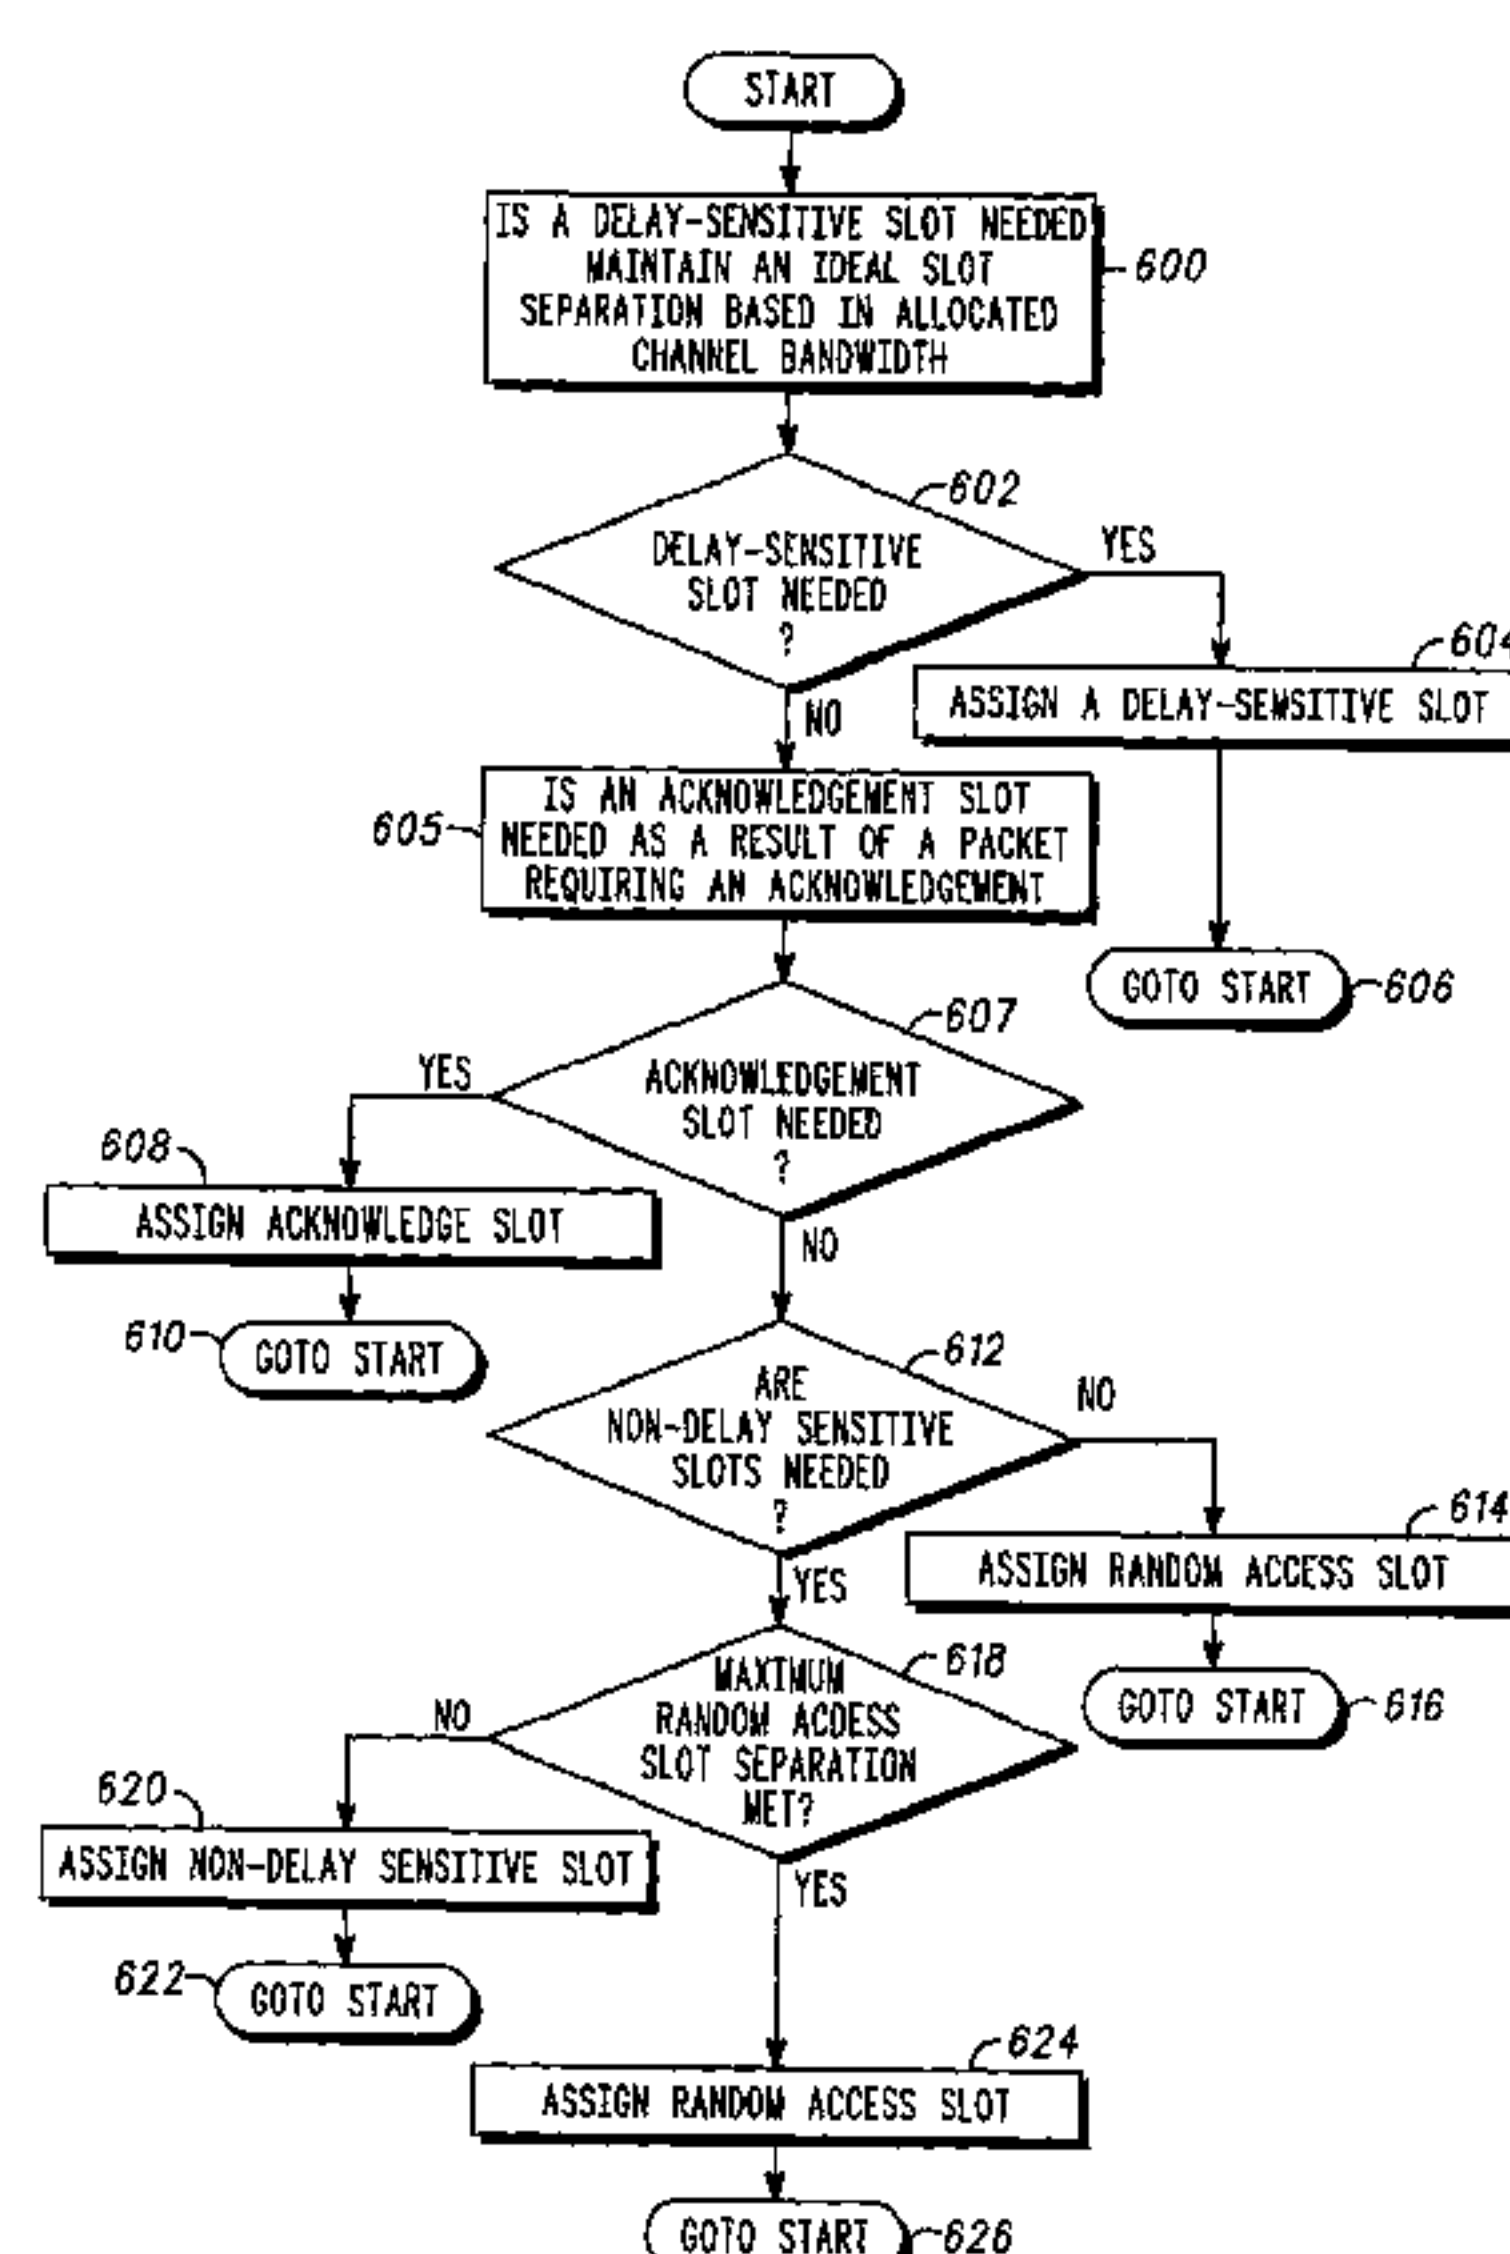 START
IS A DELAY-SENSITIVE SLOT NEEDED
MAINTAIN AN IDEAL SLOT
SEPARATION BASED IN ALLOCATED
CHANNEL BANDWIDTH
600
602
DELAY-SENSITIVE
SLOT NEEDED
?
YES
NO
604
ASSIGN A DELAY-SENSITIVE SLOT
605
IS AN ACKNOWLEDGEMENT SLOT
NEEDED AS A RESULT OF A PACKET
REQUIRING AN ACKNOWLEDGEMENT
GOTO START
606
607
ACKNOWLEDGEMENT
SLOT NEEDED
?
YES
NO
608
ASSIGN ACKNOWLEDGE SLOT
610
GOTO START
612
ARE
NON-DELAY SENSITIVE
SLOTS NEEDED
?
NO
YES
614
ASSIGN RANDOM ACCESS SLOT
GOTO START
616
618
MAXIMUM
RANDOM ACDESS
SLOT SEPARATION
MET?
NO
YES
620
ASSIGN NON-DELAY SENSITIVE SLOT
622
GOTO START
624
ASSIGN RANDOM ACCESS SLOT
GOTO START
626